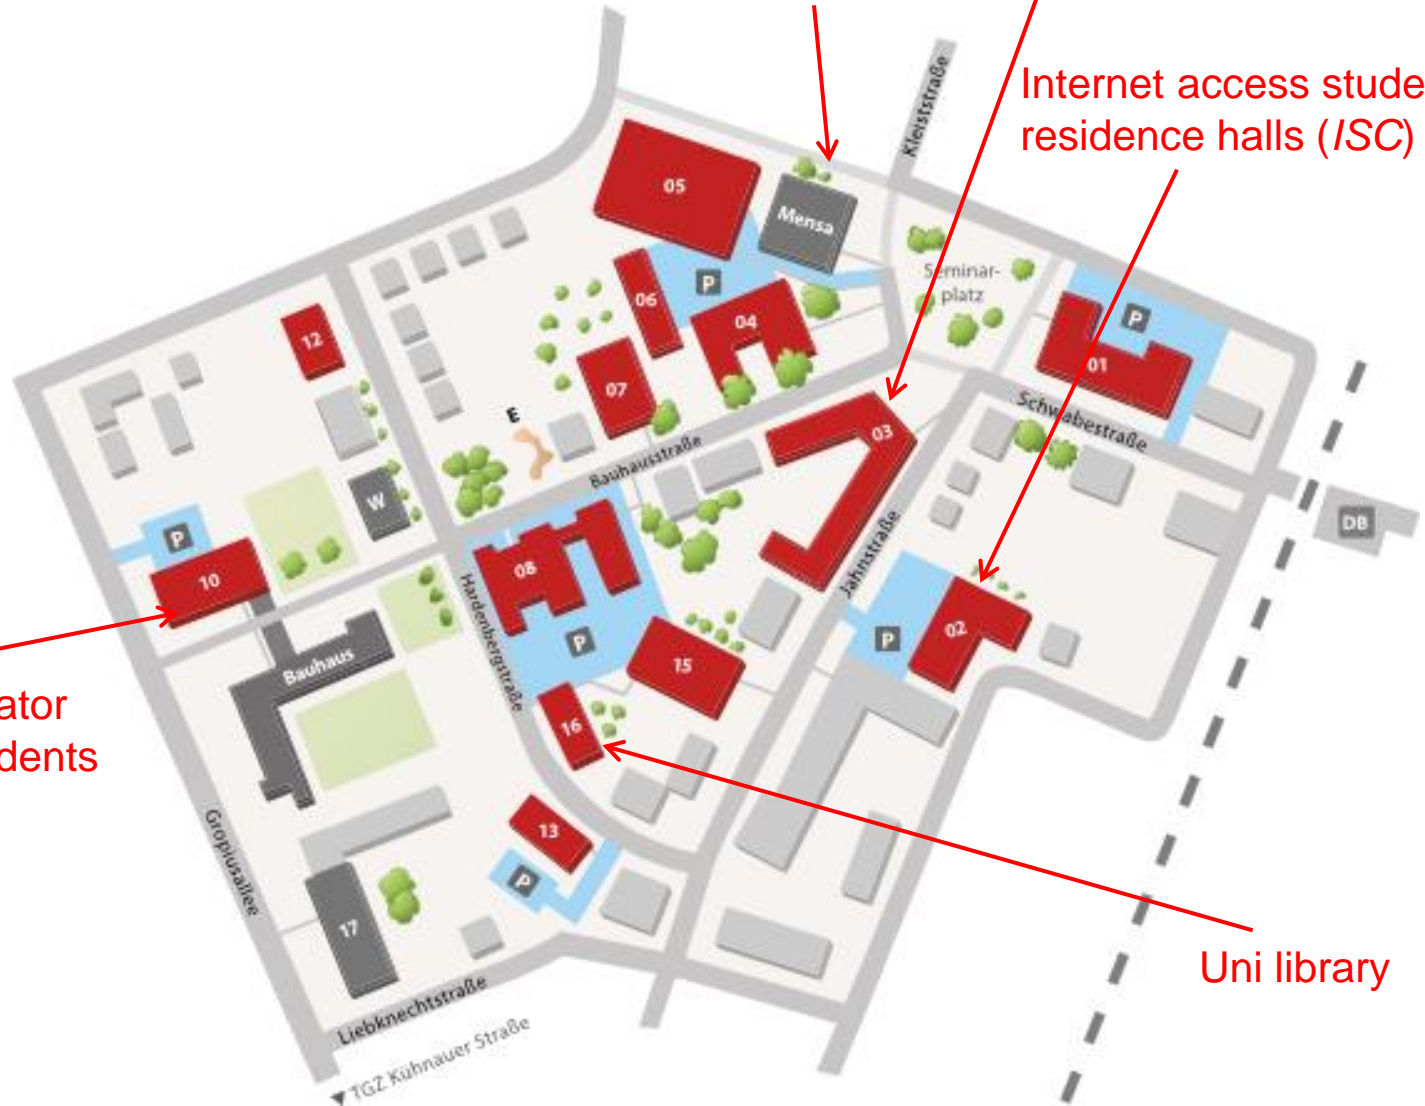 Internet access stude
residence halls (ISC)
Kleiststraße
05
Mensa
Seminar-
platz
P
06
P
04
12
01
07
Schwabestraße
E
03
Bauhausstraße
W
DB
P
10
08
Jahnstraße
Hardenbergstraße
P
P
02
Bauhaus
15
ator
dents
16
13
Gropiusallee
P
17
Uni library
Liebknechtstraße
TGZ Kühnauer Straße